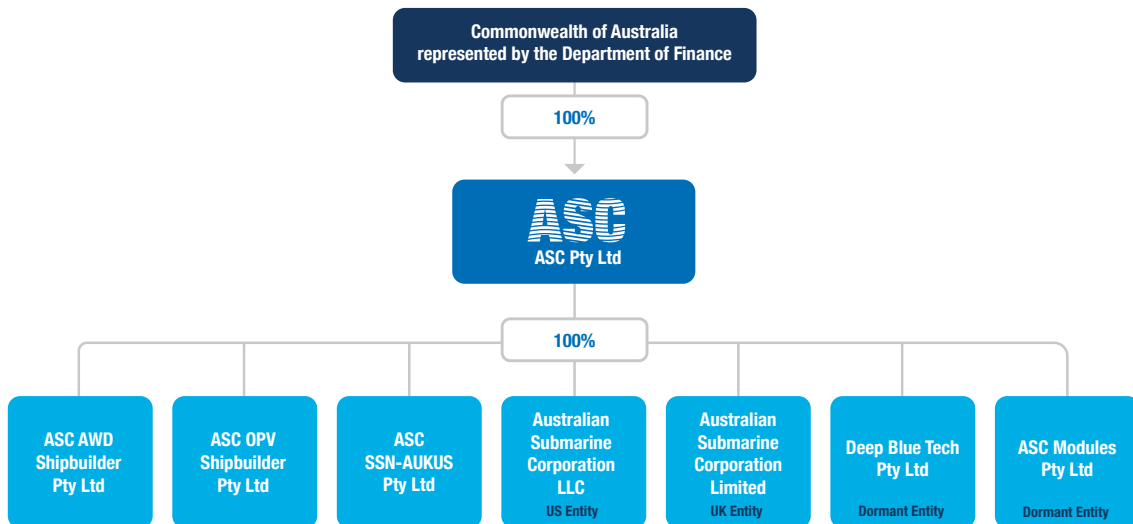 Commonwealth of Australia
represented by the Department of Finance
100%
ASC
ASC Pty Ltd
100%
ASC AWD
Shipbuilder
Pty Ltd
ASC OPV
Shipbuilder
Pty Ltd
ASC
SSN-AUKUS
Pty Ltd
Australian
Submarine
Corporation
LLC
US Entity
Australian
Submarine
Corporation
Limited
UK Entity
Deep Blue Tech
Pty Ltd
Dormant Entity
ASC Modules
Pty Ltd
Dormant Entity